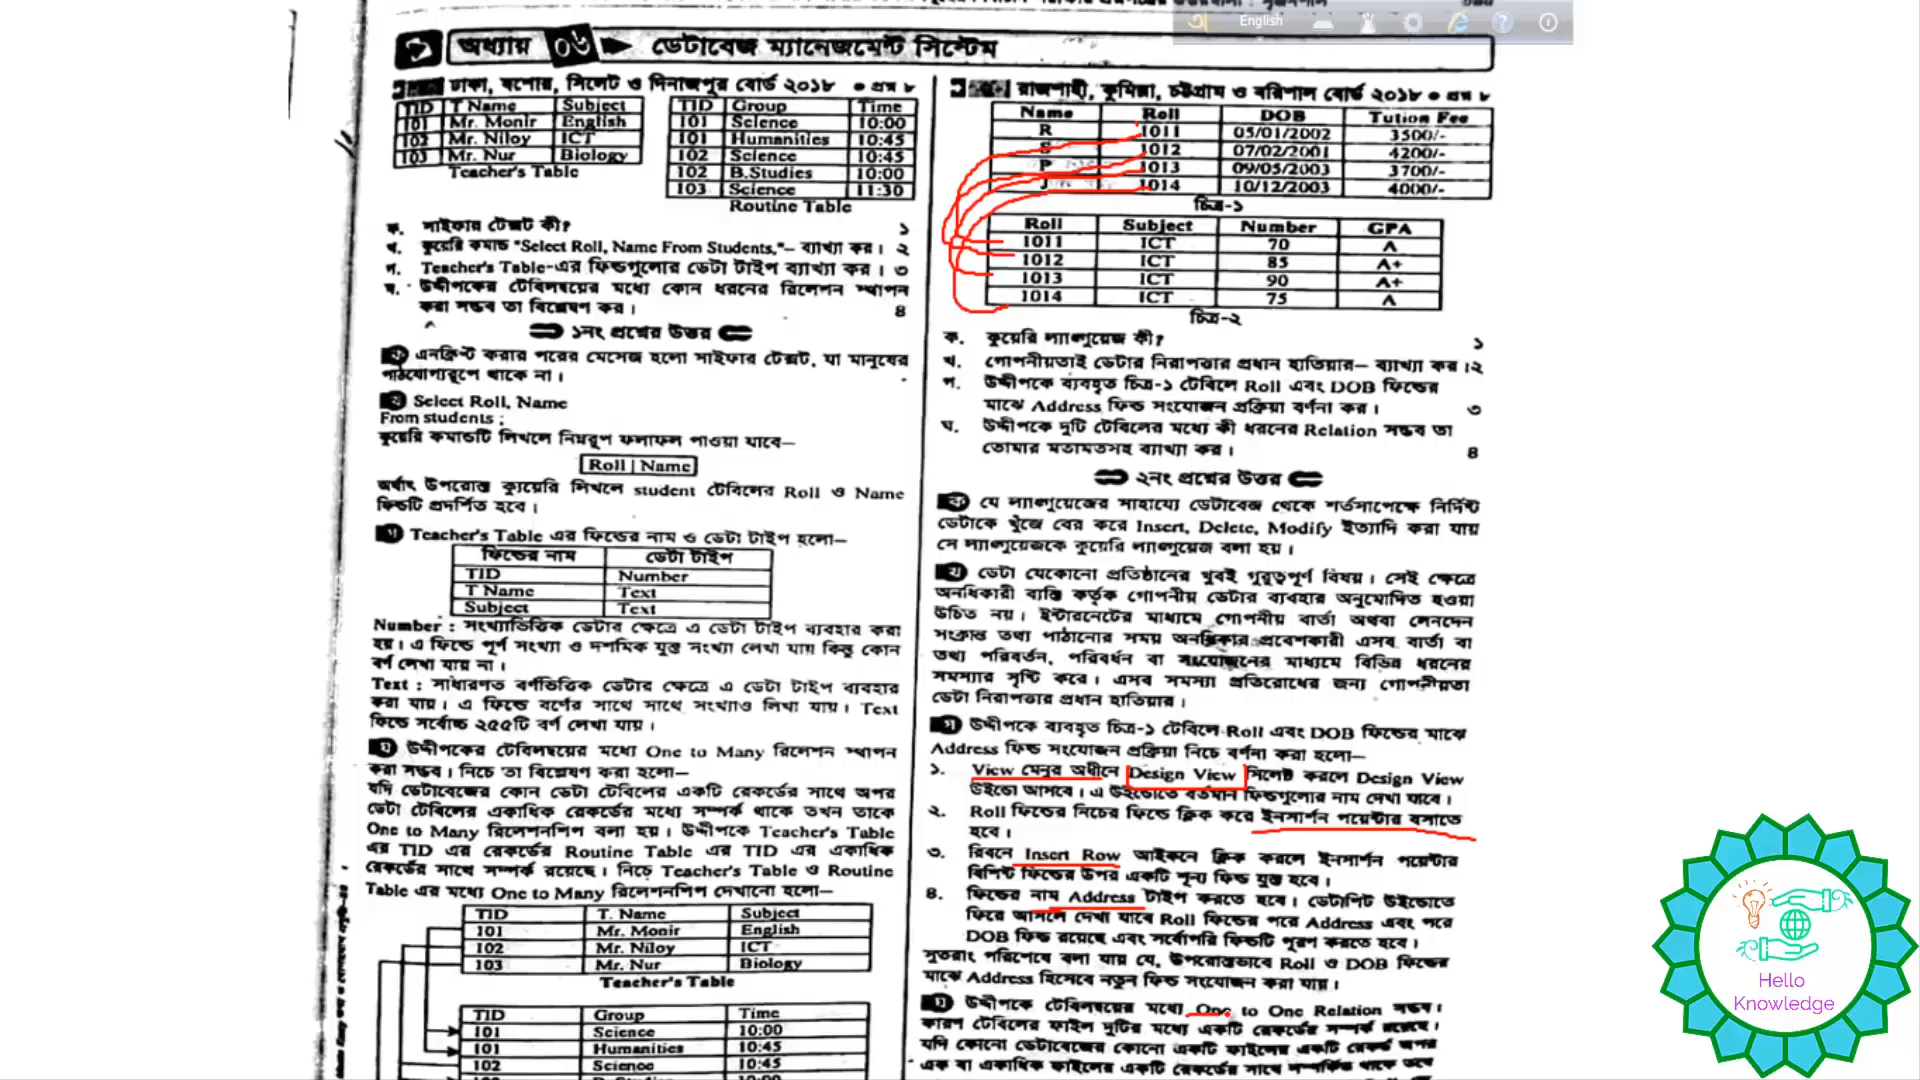 English
অধ্যায় ০৬ ডেটাবেজ ম্যানেজমেন্ট সিস্টেম
ঢাকা, যশোর, সিলেট ও দিনাজপুর বোর্ড ২০১৮ ● প্রশ্ন ৮
TID T Name Subject
101 Mr. Monir English
102 Mr. Niloy ICT
103 Mr. Nur Biology
Teacher's Table
TID Group Time
101 Science 10:00
101 Humanities 10:45
102 Science 10:45
102 B.Studies 10:00
103 Science 11:30
Routine Table
ক. সাইফার টেক্সট কী? ১
খ. কুয়েরি কমান্ড "Select Roll, Name From Students,"– ব্যাখ্যা কর। ২
গ. Teacher's Table-এর ফিল্ডগুলোর ডেটা টাইপ ব্যাখ্যা কর। ৩
ঘ. উদ্দীপকের টেবিলদ্বয়ের মধ্যে কোন ধরনের রিলেশন স্থাপন
করা সম্ভব তা বিশ্লেষণ কর। ৪
১নং প্রশ্নের উত্তর
ক এনক্রিপ্ট করার পরের মেসেজ হলো সাইফার টেক্সট, যা মানুষের
পাঠযোগ্যরূপে থাকে না।
খ Select Roll, Name
From students ;
কুয়েরি কমান্ডটি লিখলে নিম্নরূপ ফলাফল পাওয়া যাবে–
Roll | Name
অর্থাৎ উপরোক্ত ক্যুয়েরি লিখলে student টেবিলের Roll ও Name
ফিল্ডটি প্রদর্শিত হবে।
গ Teacher's Table এর ফিল্ডের নাম ও ডেটা টাইপ হলো–
ফিল্ডের নাম ডেটা টাইপ
TID Number
T Name Text
Subject Text
Number : সংখ্যাভিত্তিক ডেটার ক্ষেত্রে এ ডেটা টাইপ ব্যবহার করা
হয়। এ ফিল্ডে পূর্ণ সংখ্যা ও দশমিক যুক্ত সংখ্যা লেখা যায় কিন্তু কোন
বর্ণ লেখা যায় না।
Text : সাধারণত বর্ণভিত্তিক ডেটার ক্ষেত্রে এ ডেটা টাইপ ব্যবহার
করা যায়। এ ফিল্ডে বর্ণের সাথে সাথে সংখ্যাও লিখা যায়। Text
ফিল্ডে সর্বোচ্চ ২৫৫টি বর্ণ লেখা যায়।
ঘ উদ্দীপকের টেবিলদ্বয়ের মধ্যে One to Many রিলেশন স্থাপন
করা সম্ভব। নিচে তা বিশ্লেষণ করা হলো–
যদি ডেটাবেজের কোন ডেটা টেবিলের একটি রেকর্ডের সাথে অপর
ডেটা টেবিলের একাধিক রেকর্ডের মধ্যে সম্পর্ক থাকে তখন তাকে
One to Many রিলেশনশিপ বলা হয়। উদ্দীপকে Teacher's Table
এর TID এর রেকর্ডের Routine Table এর TID এর একাধিক
রেকর্ডের সাথে সম্পর্ক রয়েছে। নিচে Teacher's Table ও Routine
Table এর মধ্যে One to Many রিলেশনশিপ দেখানো হলো–
TID T. Name Subject
101 Mr. Monir English
102 Mr. Niloy ICT
103 Mr. Nur Biology
Teacher's Table
TID Group Time
101 Science 10:00
101 Humanities 10:45
102 Science 10:45
রাজশাহী, কুমিল্লা, চট্টগ্রাম ও বরিশাল বোর্ড ২০১৮ ● প্রশ্ন ৮
Name Roll DOB Tution Fee
R 1011 05/01/2002 3500/-
S 1012 07/02/2001 4200/-
P 1013 09/05/2003 3700/-
J 1014 10/12/2003 4000/-
চিত্র-১
Roll Subject Number GPA
1011 ICT 70 A
1012 ICT 85 A+
1013 ICT 90 A+
1014 ICT 75 A
চিত্র-২
ক. কুয়েরি ল্যাংগুয়েজ কী? ১
খ. গোপনীয়তাই ডেটার নিরাপত্তার প্রধান হাতিয়ার– ব্যাখ্যা কর। ২
গ. উদ্দীপকে ব্যবহৃত চিত্র-১ টেবিলে Roll এবং DOB ফিল্ডের
মাঝে Address ফিল্ড সংযোজন প্রক্রিয়া বর্ণনা কর। ৩
ঘ. উদ্দীপকে দুটি টেবিলের মধ্যে কী ধরনের Relation সম্ভব তা
তোমার মতামতসহ ব্যাখ্যা কর। ৪
২নং প্রশ্নের উত্তর
ক যে ল্যাংগুয়েজের সাহায্যে ডেটাবেজ থেকে শর্তসাপেক্ষে নির্দিষ্ট
ডেটাকে খুঁজে বের করে Insert, Delete, Modify ইত্যাদি করা যায়
সে ল্যাংগুয়েজকে কুয়েরি ল্যাংগুয়েজ বলা হয়।
খ ডেটা যেকোনো প্রতিষ্ঠানের খুবই গুরুত্বপূর্ণ বিষয়। সেই ক্ষেত্রে
অনধিকারী ব্যক্তি কর্তৃক গোপনীয় ডেটার ব্যবহার অনুমোদিত হওয়া
উচিত নয়। ইন্টারনেটের মাধ্যমে গোপনীয় বার্তা অথবা লেনদেন
সংক্রান্ত তথ্য পাঠানোর সময় অনধিকার প্রবেশকারী এসব বার্তা বা
তথ্য পরিবর্তন, পরিবর্ধন বা সংযোজনের মাধ্যমে বিভিন্ন ধরনের
সমস্যার সৃষ্টি করে। এসব সমস্যা প্রতিরোধের জন্য গোপনীয়তা
ডেটা নিরাপত্তার প্রধান হাতিয়ার।
গ উদ্দীপকে ব্যবহৃত চিত্র-১ টেবিলে Roll এবং DOB ফিল্ডের মাঝে
Address ফিল্ড সংযোজন প্রক্রিয়া নিচে বর্ণনা করা হলো–
১. View মেনুর অধীনে Design View সিলেক্ট করলে Design View
উইন্ডো আসবে। এ উইন্ডোতে বর্তমান ফিল্ডগুলোর নাম দেখা যাবে।
২. Roll ফিল্ডের নিচের ফিল্ডে ক্লিক করে ইনসার্শন পয়েন্টার বসাতে
হবে।
৩. রিবনে Insert Row আইকনে ক্লিক করলে ইনসার্শন পয়েন্টার
বিশিষ্ট ফিল্ডের উপর একটি শূন্য ফিল্ড যুক্ত হবে।
৪. ফিল্ডের নাম Address টাইপ করতে হবে। ডেটাশিট উইন্ডোতে
ফিরে আসলে দেখা যাবে Roll ফিল্ডের পরে Address এবং পরে
DOB ফিল্ড রয়েছে এবং সর্বোপরি ফিল্ডটি পূরণ করতে হবে।
সুতরাং পরিশেষে বলা যায় যে, উপরোক্তভাবে Roll ও DOB ফিল্ডের
মাঝে Address হিসেবে নতুন ফিল্ড সংযোজন করা যায়।
ঘ উদ্দীপকে টেবিলদ্বয়ের মধ্যে One to One Relation সম্ভব।
কারণ টেবিলের ফাইল দুটির মধ্যে একটি রেকর্ডের সম্পর্ক রয়েছে।
যদি কোনো ডেটাবেজের কোনো একটি ফাইলের একটি রেকর্ড অপর
এক বা একাধিক ফাইলের একটি রেকর্ডের সাথে সম্পর্কিত থাকে তবে
Hello
Knowledge